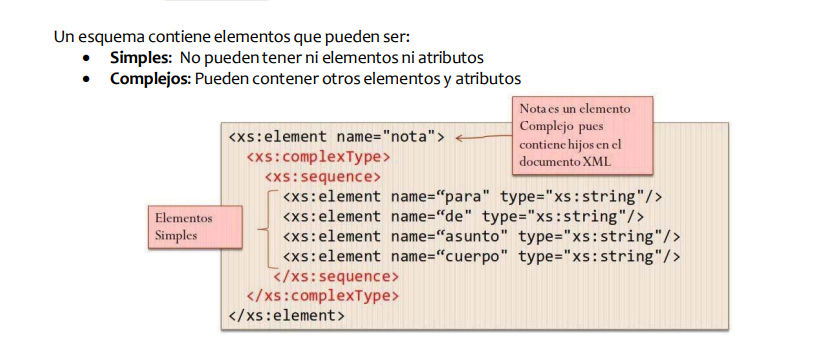 Un esquema contiene elementos que pueden ser:
• Simples: No pueden tener ni elementos ni atributos
• Complejos: Pueden contener otros elementos y atributos
Nota es un elemento
Complejo pues
contiene hijos en el
documento XML
<xs:element name="nota">
<xs:complexType>
<xs:sequence>
<xs:element name=“para" type="xs:string"/>
<xs:element name=“de" type="xs:string"/>
<xs:element name=“asunto" type="xs:string"/>
<xs:element name=“cuerpo" type="xs:string"/>
</xs:sequence>
</xs:complexType>
</xs:element>
Elementos
Simples